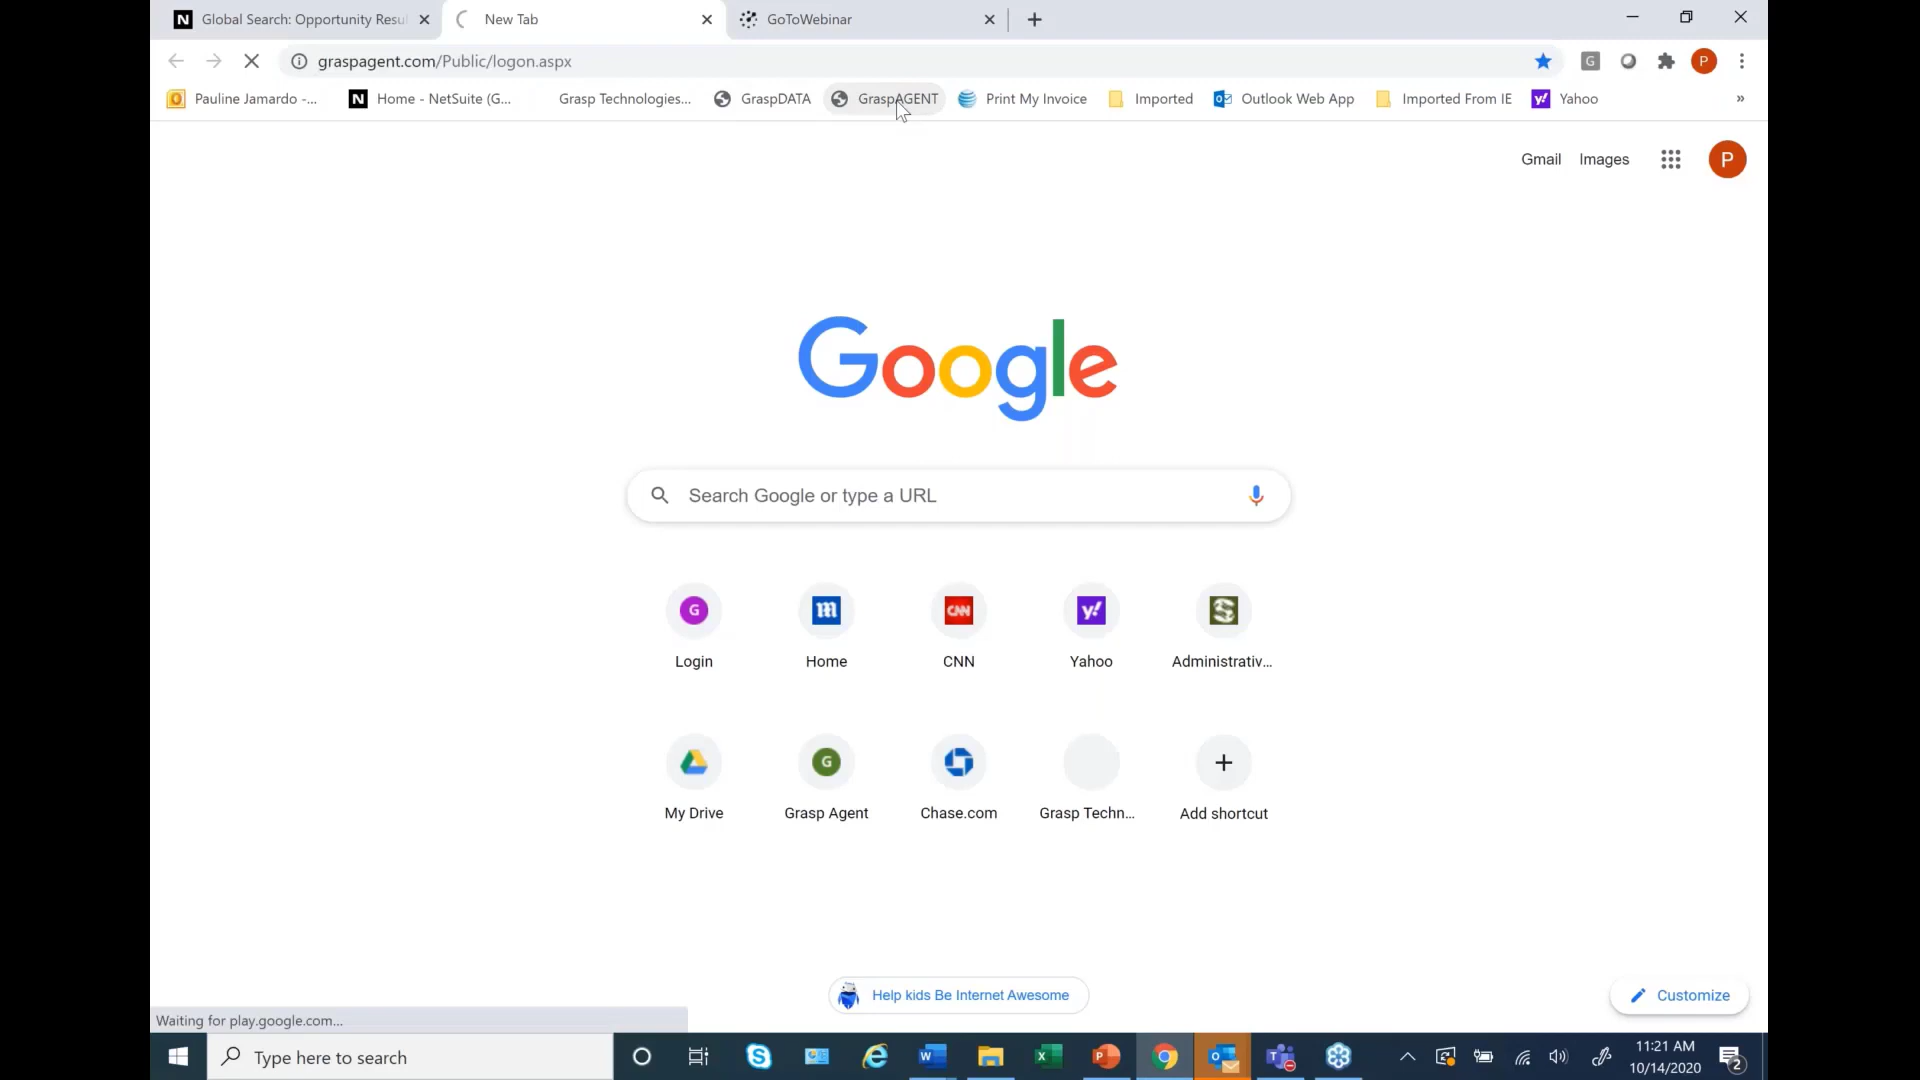 Global Search: Opportunity Resul
New Tab
GoToWebinar
graspagent.com/Public/logon.aspx
Pauline Jamardo -...
Home - NetSuite (G...
Grasp Technologies...
GraspDATA
GraspAGENT
Print My Invoice
Imported
Outlook Web App
Imported From IE
Yahoo
»
Gmail
Images
P
Google
Search Google or type a URL
Login
Home
CNN
Yahoo
Administrativ...
My Drive
Grasp Agent
Chase.com
Grasp Techn...
Add shortcut
Help kids Be Internet Awesome
Customize
Waiting for play.google.com...
Type here to search
11:21 AM
10/14/2020
2